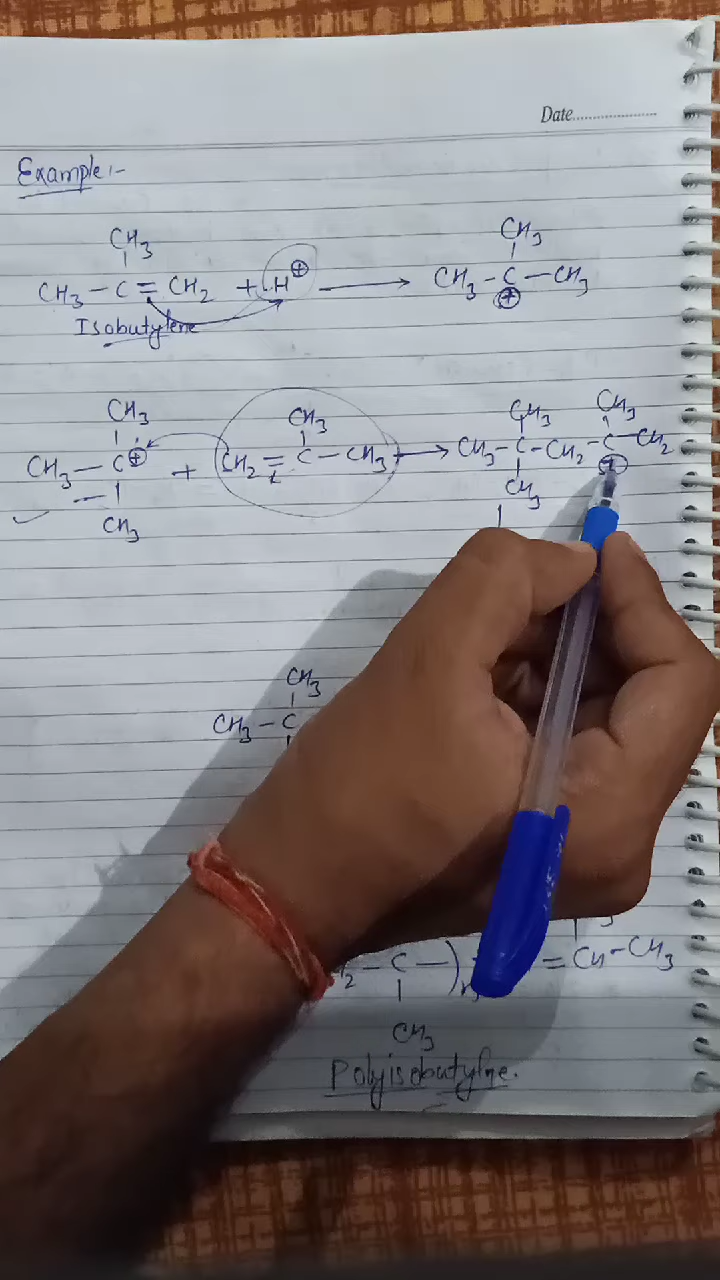 Date....................
Example:-
CH3
CH3 - C = CH2 + H⊕ ⟶ CH3 - C - CH3
CH3
⊕
Isobutylene
CH3 CH3 CH3 CH3
CH3 - C⊕ + CH2 = C - CH3 ⟶ CH3 - C - CH2 - C - CH2
CH3 CH3 ⊕
CH3
CH3 - C
C - )n = CH - CH3
CH3
Polyisobutylne.